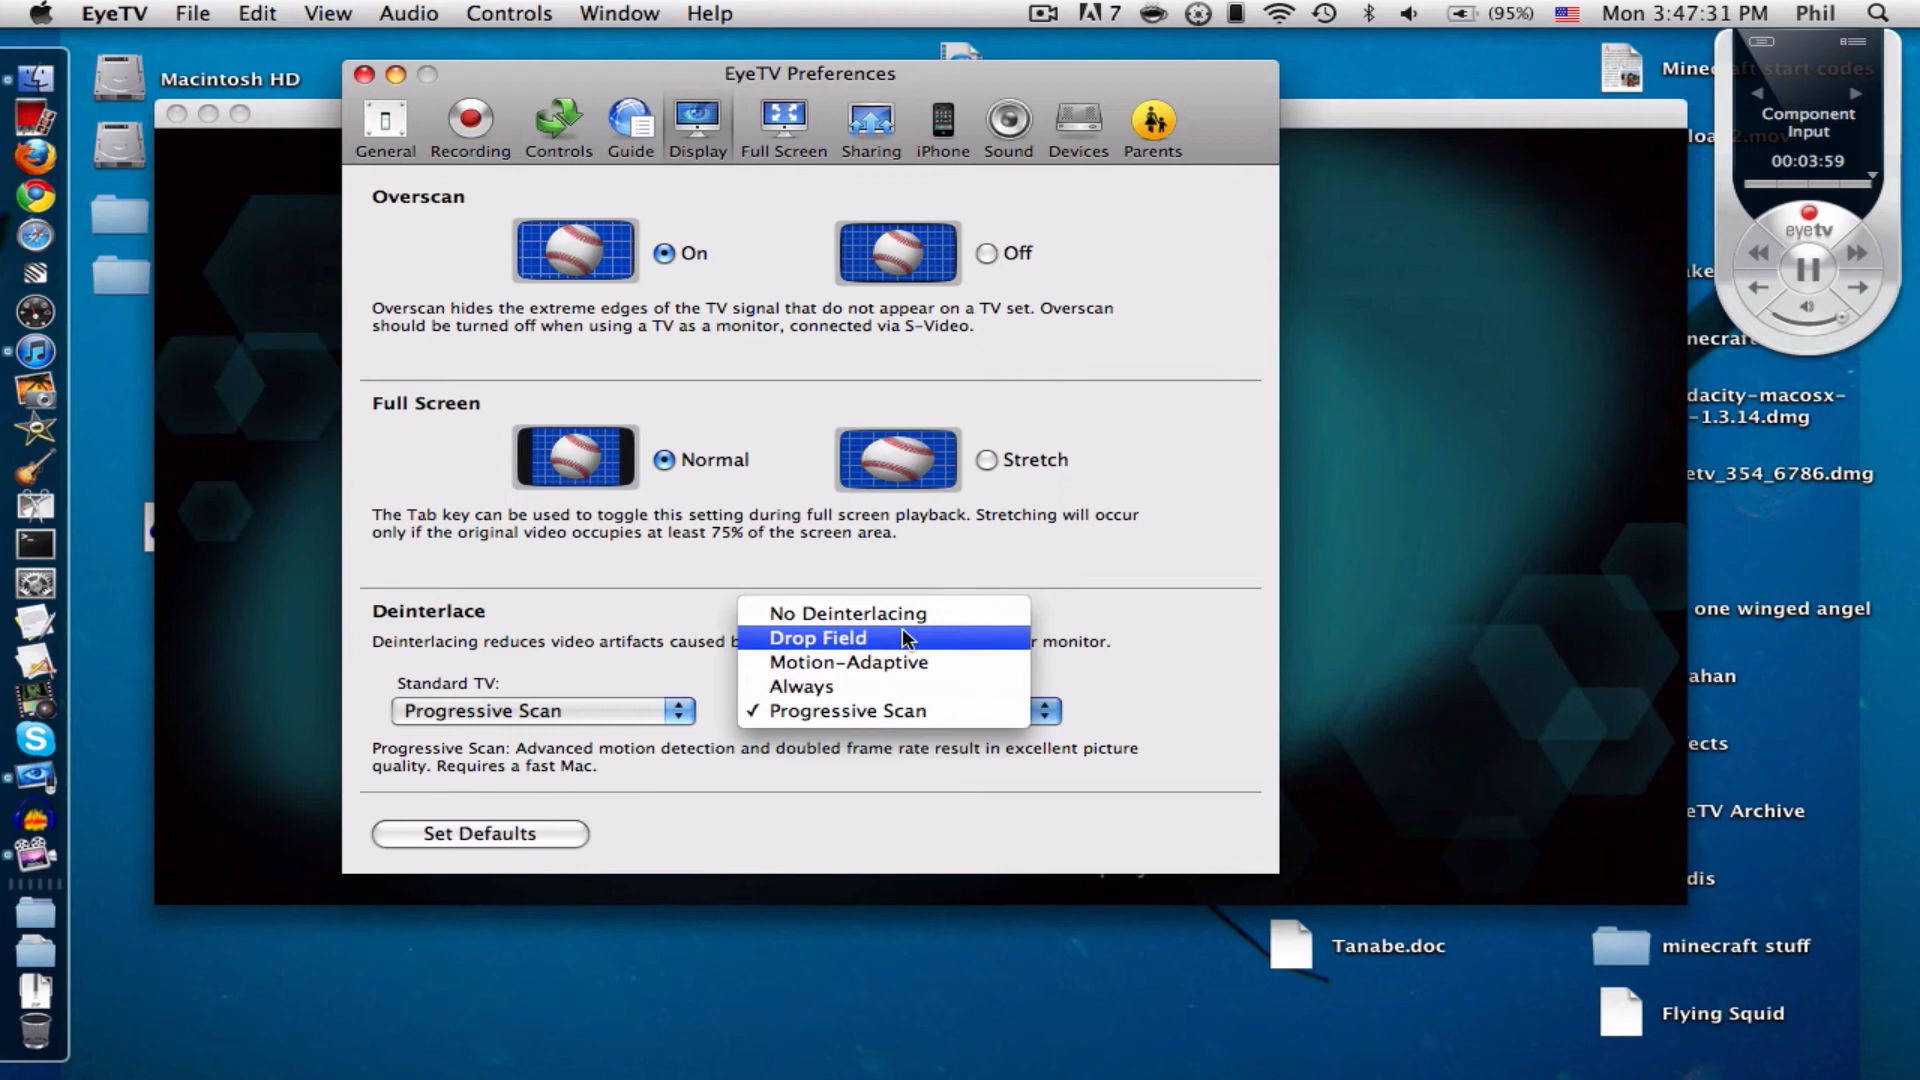 EyeTV File Edit View Audio Controls Window Help 7 (95%) Mon 3:47:31 PM Phil
Macintosh HD
EyeTV Preferences
General Recording Controls Guide Display Full Screen Sharing iPhone Sound Devices Parents
Overscan
On Off
Overscan hides the extreme edges of the TV signal that do not appear on a TV set. Overscan
should be turned off when using a TV as a monitor, connected via S-Video.
Full Screen
Normal Stretch
The Tab key can be used to toggle this setting during full screen playback. Stretching will occur
only if the original video occupies at least 75% of the screen area.
Deinterlace
Deinterlacing reduces video artifacts caused b r monitor.
No Deinterlacing
Drop Field
Motion-Adaptive
Always
✓ Progressive Scan
Standard TV:
Progressive Scan
Progressive Scan: Advanced motion detection and doubled frame rate result in excellent picture
quality. Requires a fast Mac.
Set Defaults
Minecraft start codes
Component
Input
00:03:59
eyetv
load2.mov
ake
necraft
dacity-macosx-
-1.3.14.dmg
etv_354_6786.dmg
one winged angel
ahan
ects
eTV Archive
dis
Tanabe.doc
minecraft stuff
Flying Squid